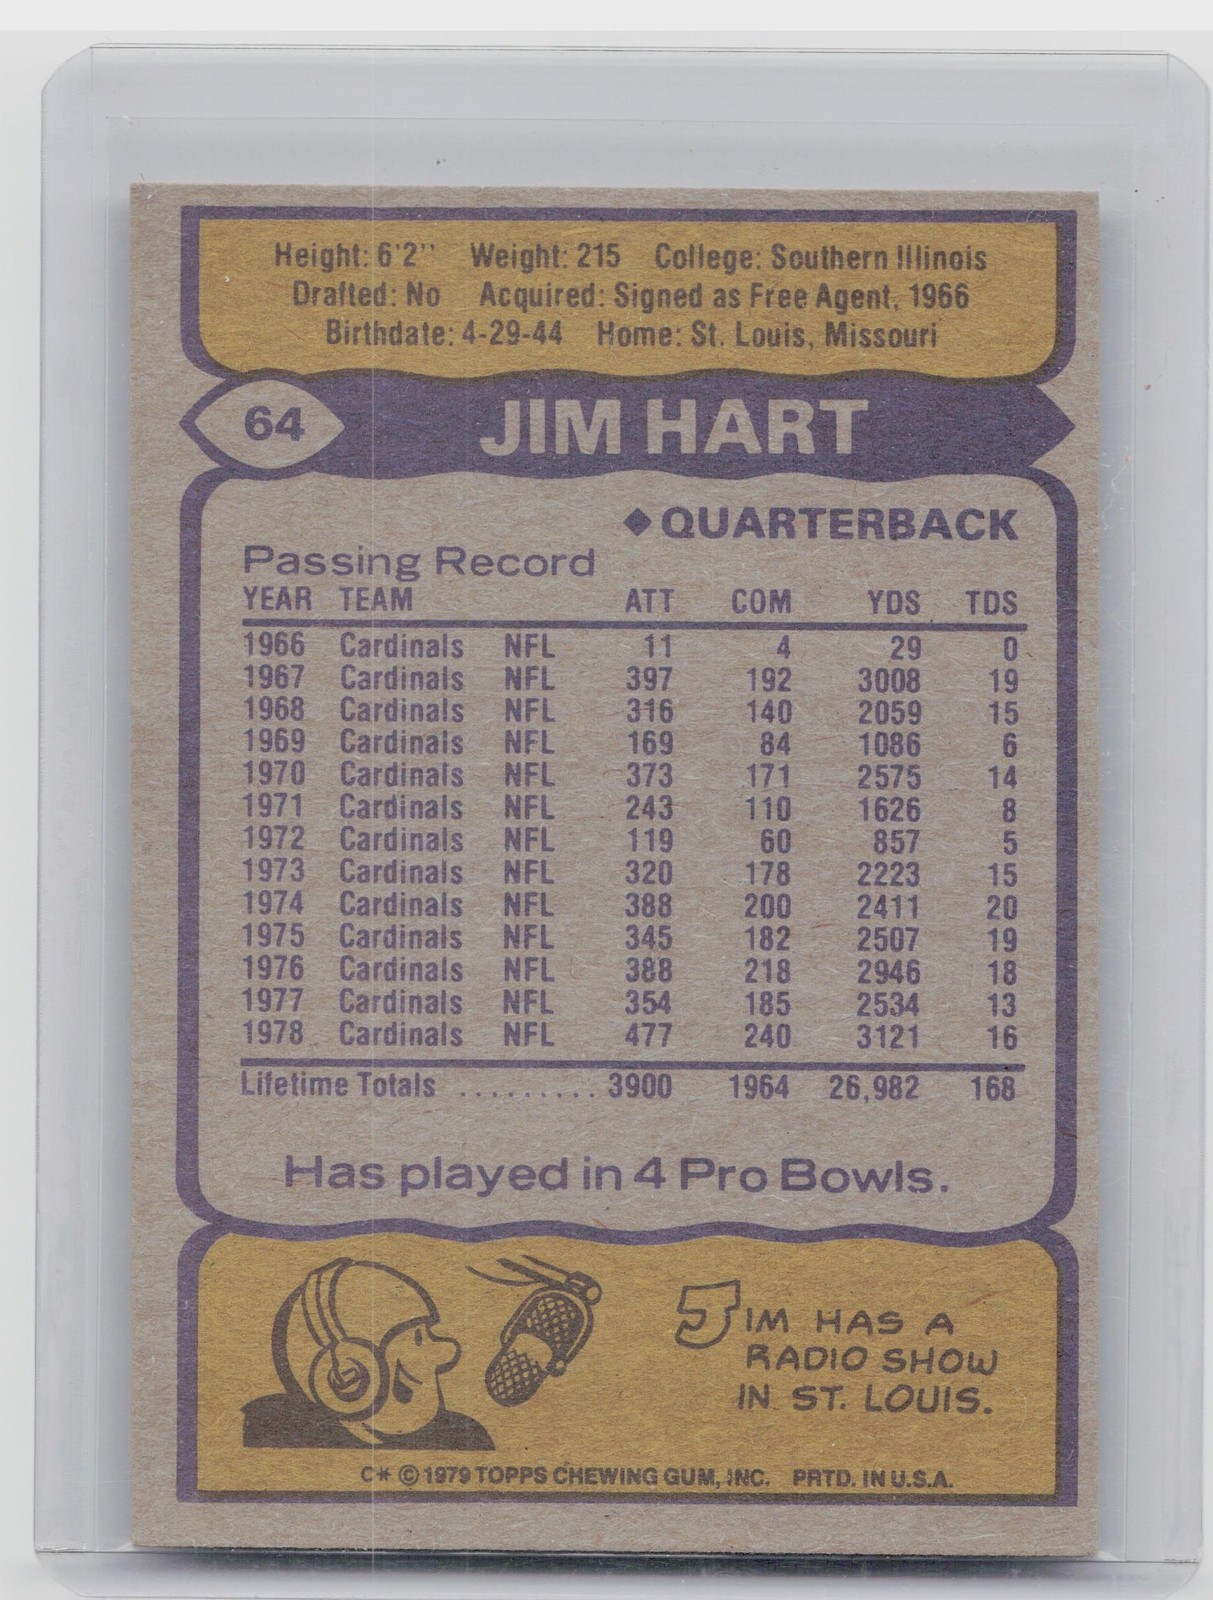 Height: 6'2" Weight: 215 College: Southern Illinois
Drafted: No Acquired: Signed as Free Agent, 1966
Birthdate: 4-29-44 Home: St. Louis, Missouri
64 JIM HART
◆QUARTERBACK
Passing Record
YEAR TEAM ATT COM YDS TDS
1966 Cardinals NFL 11 4 29 0
1967 Cardinals NFL 397 192 3008 19
1968 Cardinals NFL 316 140 2059 15
1969 Cardinals NFL 169 84 1086 6
1970 Cardinals NFL 373 171 2575 14
1971 Cardinals NFL 243 110 1626 8
1972 Cardinals NFL 119 60 857 5
1973 Cardinals NFL 320 178 2223 15
1974 Cardinals NFL 388 200 2411 20
1975 Cardinals NFL 345 182 2507 19
1976 Cardinals NFL 388 218 2946 18
1977 Cardinals NFL 354 185 2534 13
1978 Cardinals NFL 477 240 3121 16
Lifetime Totals ......... 3900 1964 26,982 168
Has played in 4 Pro Bowls.
JIM HAS A
RADIO SHOW
IN ST. LOUIS.
C* © 1979 TOPPS CHEWING GUM, INC. PRTD. IN U.S.A.